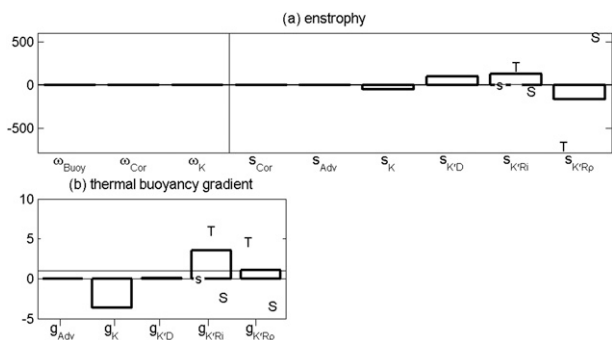 (a) enstrophy
500
0
-500
S
T
s
S
T
ω_Buoy ω_Cor ω_K s_Cor s_Adv s_K s_K'D s_K'Ri s_K'Rρ
(b) thermal buoyancy gradient
10
5
0
-5
T
T
s
S
S
g_Adv g_K g_K'D g_K'Ri g_K'Rρ